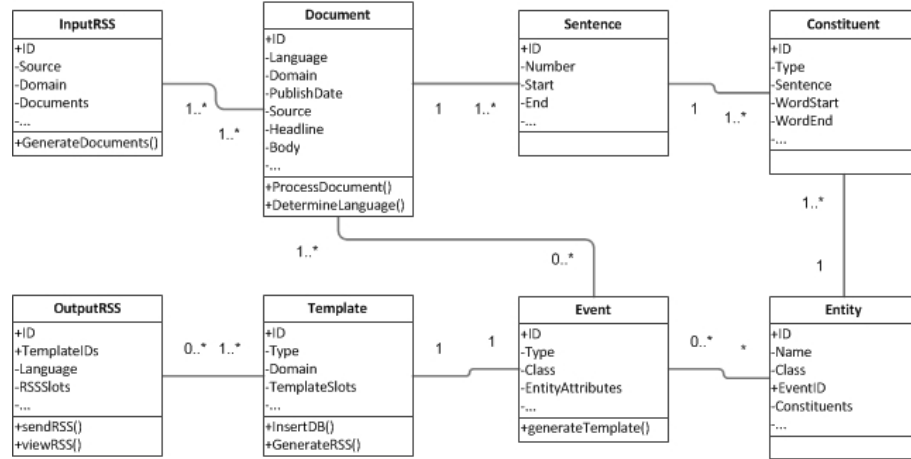 InputRSS
+ID
-Source
-Domain
-Documents
-...
+GenerateDocuments()
1..*
1..*
Document
+ID
-Language
-Domain
-PublishDate
-Source
-Headline
-Body
-...
+ProcessDocument()
+DetermineLanguage()
1
1..*
Sentence
+ID
-Number
-Start
-End
-...
1
1..*
Constituent
+ID
-Type
-Sentence
-WordStart
-WordEnd
-...
1..*
0..*
1..*
1
OutputRSS
+ID
+TemplateIDs
-Language
-RSSSlots
-...
+sendRSS()
+viewRSS()
0..*
1..*
Template
+ID
-Type
-Domain
-TemplateSlots
-...
+InsertDB()
+GenerateRSS()
1
1
Event
+ID
-Type
-Class
-EntityAttributes
-...
+generateTemplate()
0..*
*
Entity
+ID
-Name
-Class
+EventID
-Constituents
-...